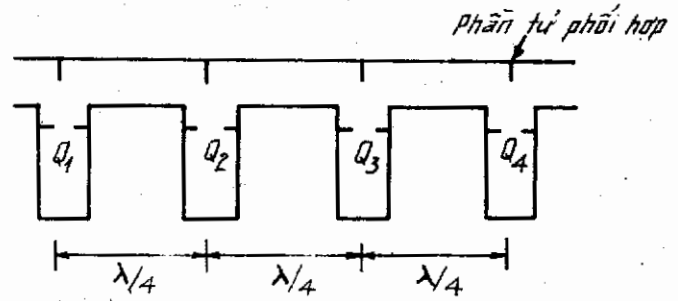 Phần tử phối hợp
Q₁ Q₂ Q₃ Q₄
λ/4 λ/4 λ/4